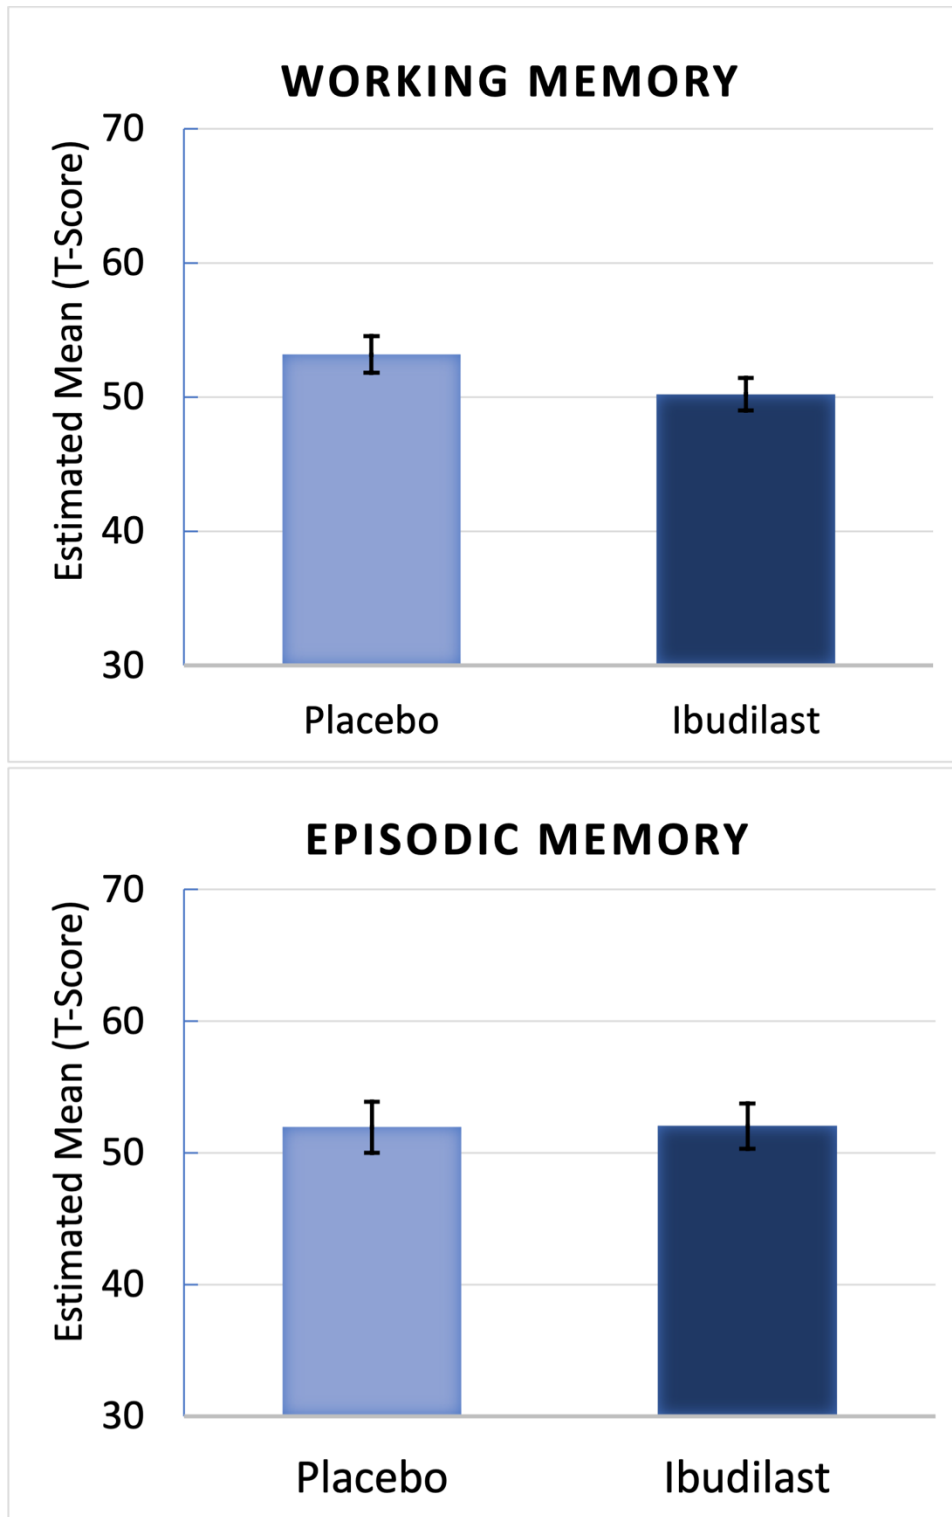 WORKING MEMORY
Estimated Mean (T-Score)
70
60
50
40
30
Placebo Ibudilast
EPISODIC MEMORY
Estimated Mean (T-Score)
70
60
50
40
30
Placebo Ibudilast